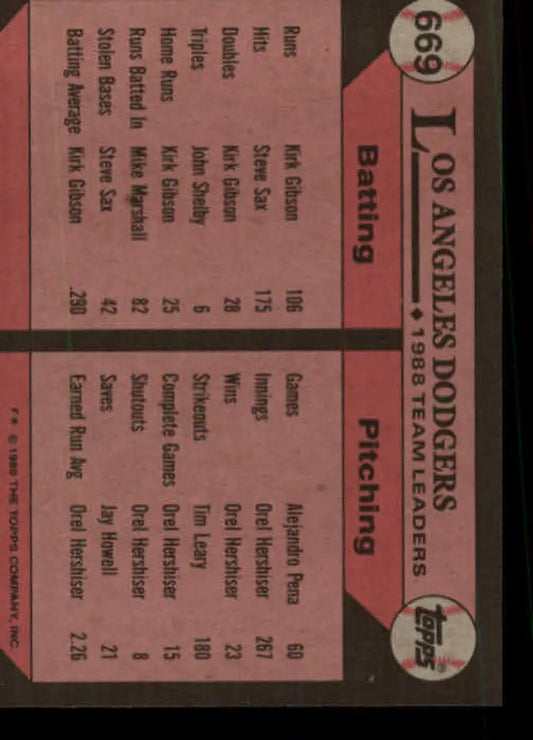 669
LOS ANGELES DODGERS
◆ 1988 TEAM LEADERS
topps®
Batting
Runs Kirk Gibson 106
Hits Steve Sax 175
Doubles Kirk Gibson 28
Triples John Shelby 6
Home Runs Kirk Gibson 25
Runs Batted In Mike Marshall 82
Stolen Bases Steve Sax 42
Batting Average Kirk Gibson .290
Pitching
Games Alejandro Pena 60
Innings Orel Hershiser 267
Wins Orel Hershiser 23
Strikeouts Tim Leary 180
Complete Games Orel Hershiser 15
Shutouts Orel Hershiser 8
Saves Jay Howell 21
Earned Run Avg Orel Hershiser 2.26
© 1989 THE TOPPS COMPANY, INC.